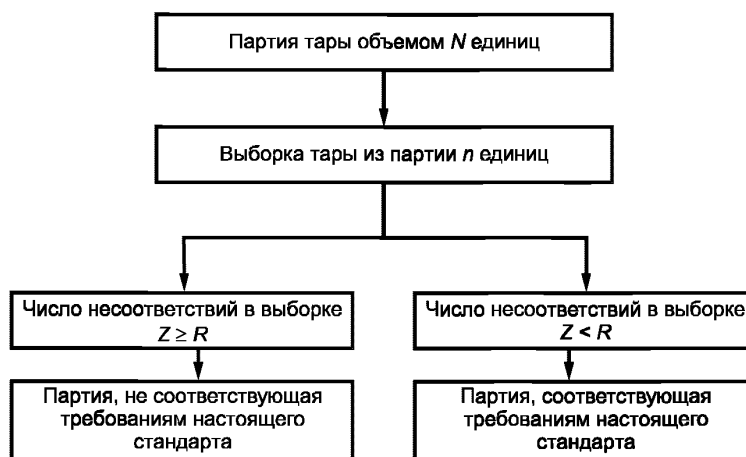 Партия тары объемом N единиц
Выборка тары из партии n единиц
Число несоответствий в выборке
Z ≥ R
Число несоответствий в выборке
Z < R
Партия, не соответствующая
требованиям настоящего
стандарта
Партия, соответствующая
требованиям настоящего
стандарта